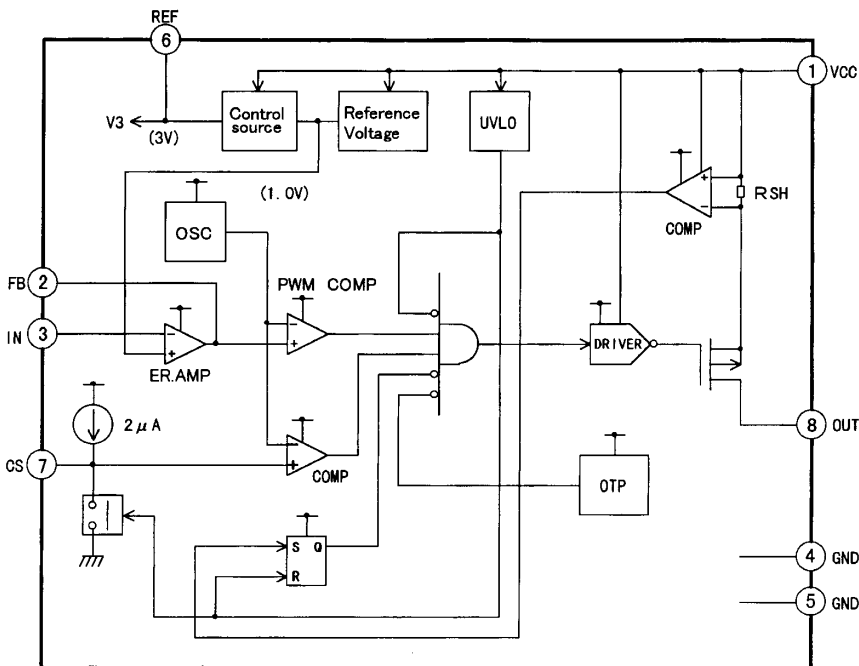 REF
6
1 VCC
Control source
Reference Voltage
UVLO
V3
(3V)
(1.0V)
+
-
COMP
RSH
OSC
FB 2
PWM COMP
IN 3
-
+
ER.AMP
-
+
DRIVER
2μA
8 OUT
CS 7
-
+
COMP
OTP
S Q
R
4 GND
5 GND